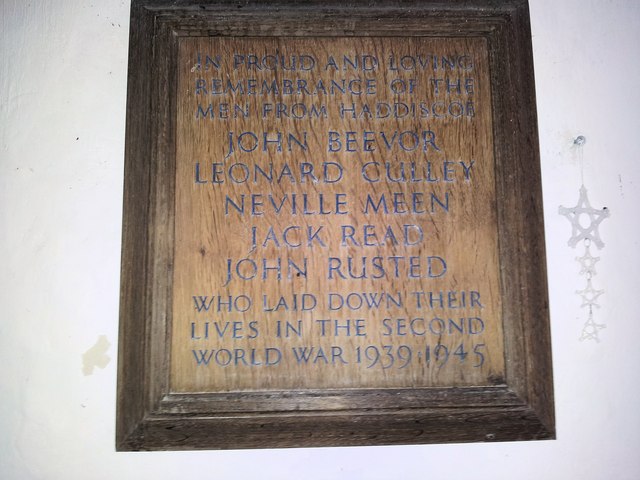 IN PROUD AND LOVING
REMEMBRANCE OF THE
MEN FROM HADDISCOE
JOHN BEEVOR
LEONARD CULLEY
NEVILLE MEEN
JACK READ
JOHN RUSTED
WHO LAID DOWN THEIR
LIVES IN THE SECOND
WORLD WAR 1939:1945